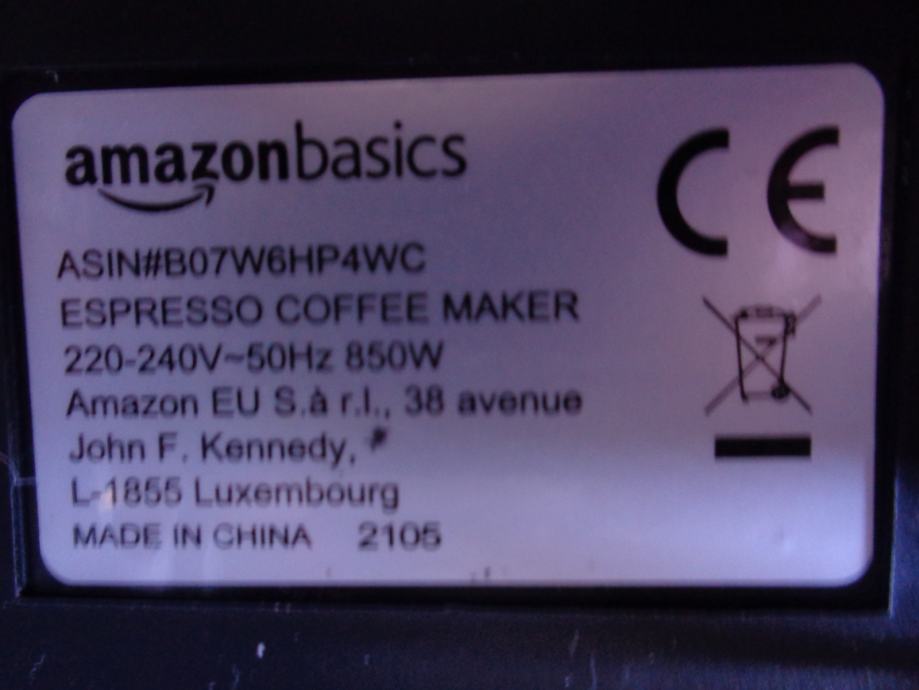 amazonbasics
CE
ASIN#B07W6HP4WC
ESPRESSO COFFEE MAKER
220-240V~50Hz 850W
Amazon EU S.à r.l., 38 avenue
John F. Kennedy,
L-1855 Luxembourg
MADE IN CHINA 2105